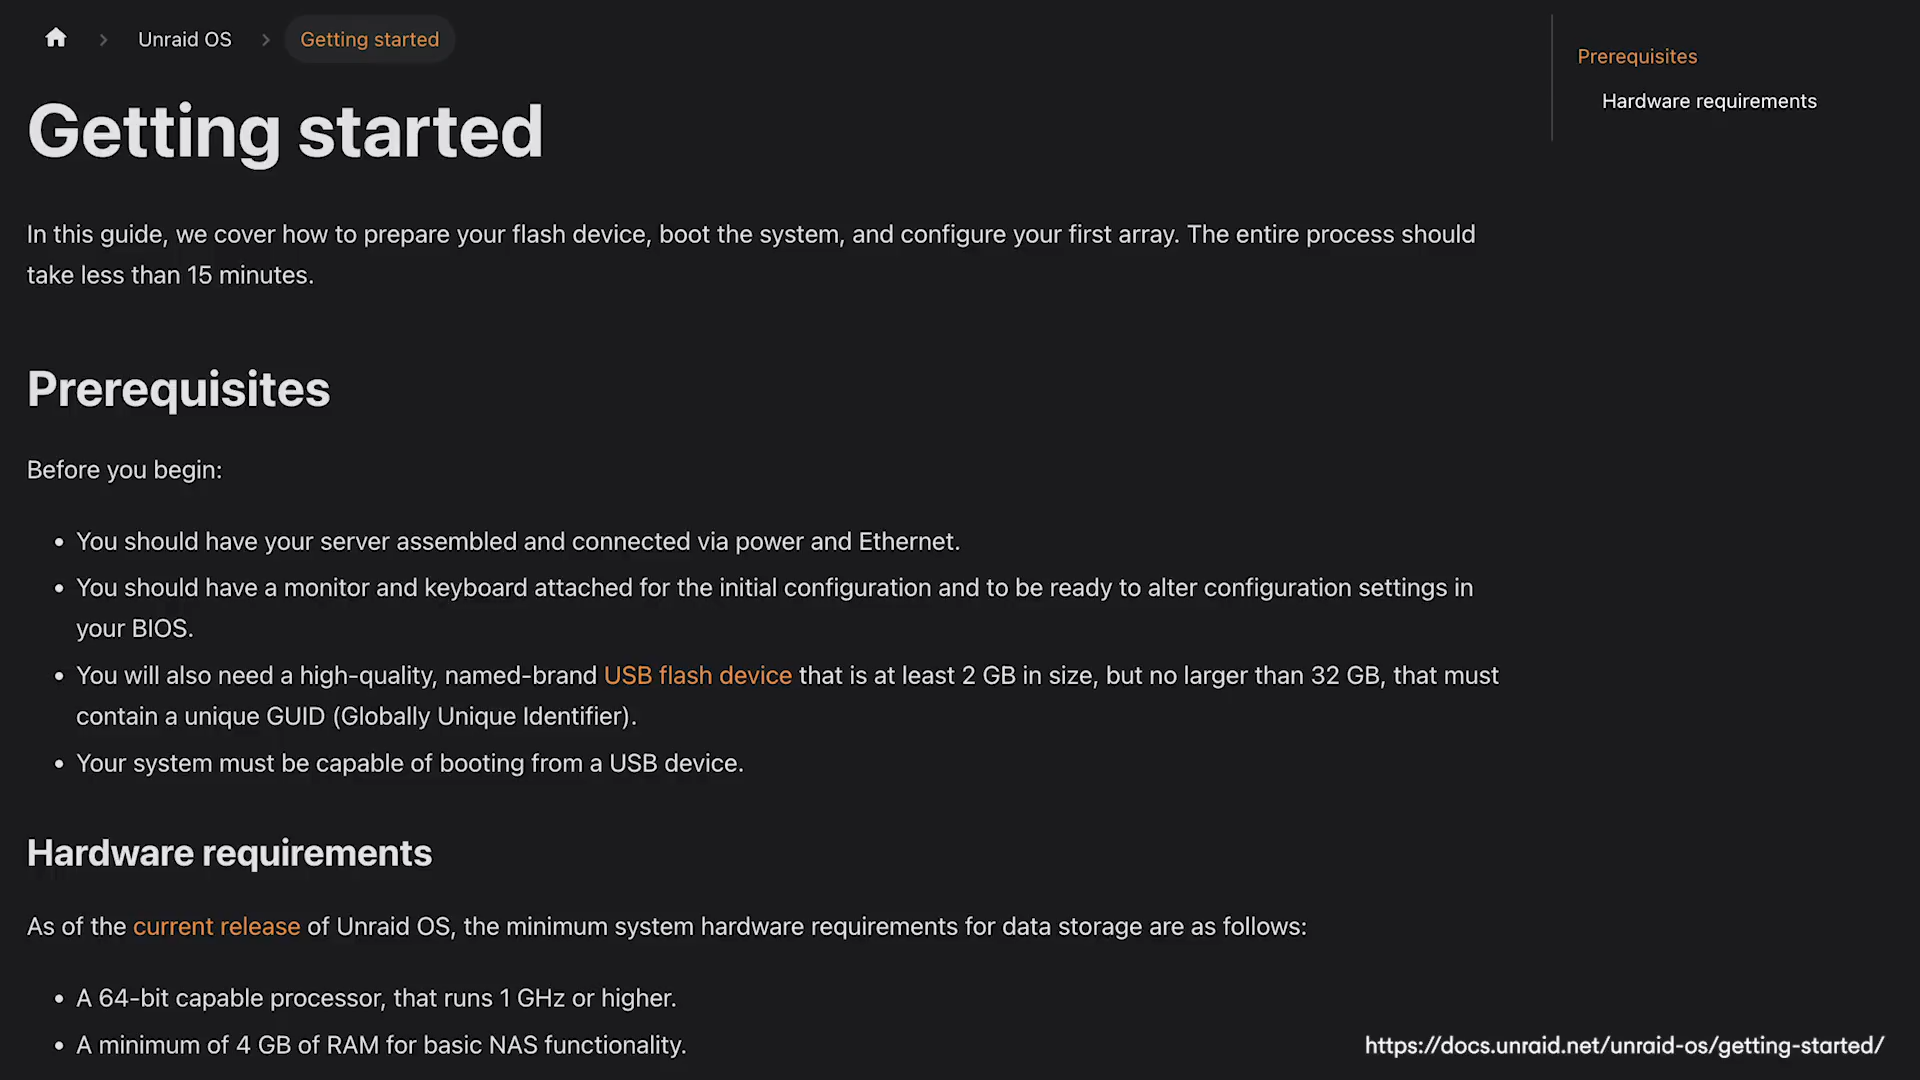 Unraid OS
Getting started
Prerequisites
Hardware requirements
Getting started
In this guide, we cover how to prepare your flash device, boot the system, and configure your first array. The entire process should
take less than 15 minutes.
Prerequisites
Before you begin:
• You should have your server assembled and connected via power and Ethernet.
• You should have a monitor and keyboard attached for the initial configuration and to be ready to alter configuration settings in
your BIOS.
• You will also need a high-quality, named-brand USB flash device that is at least 2 GB in size, but no larger than 32 GB, that must
contain a unique GUID (Globally Unique Identifier).
• Your system must be capable of booting from a USB device.
Hardware requirements
As of the current release of Unraid OS, the minimum system hardware requirements for data storage are as follows:
• A 64-bit capable processor, that runs 1 GHz or higher.
• A minimum of 4 GB of RAM for basic NAS functionality.
https://docs.unraid.net/unraid-os/getting-started/